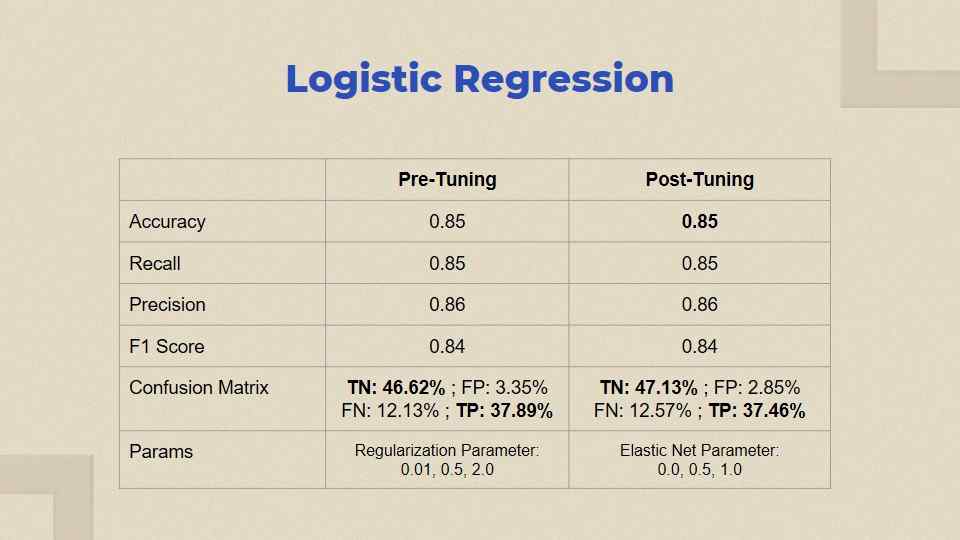 Logistic Regression
Pre-Tuning Post-Tuning
Accuracy 0.85 0.85
Recall 0.85 0.85
Precision 0.86 0.86
F1 Score 0.84 0.84
Confusion Matrix TN: 46.62% ; FP: 3.35% TN: 47.13% ; FP: 2.85%
FN: 12.13% ; TP: 37.89% FN: 12.57% ; TP: 37.46%
Params Regularization Parameter: Elastic Net Parameter:
0.01, 0.5, 2.0 0.0, 0.5, 1.0